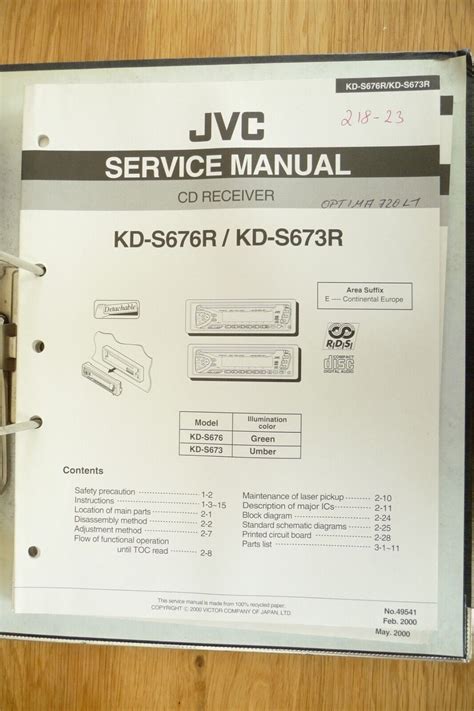 KD-S676R/KD-S673R
218-23
JVC
SERVICE MANUAL
CD RECEIVER
OPTIMA 720 LT
KD-S676R / KD-S673R
Area Suffix
E ---- Continental Europe
Detachable
RDS
COMPACT
disc
DIGITAL AUDIO
Model Illumination color
KD-S676 Green
KD-S673 Umber
Contents
Safety precaution 1-2
Instructions 1-3~15
Location of main parts 2-1
Disassembly method 2-2
Adjustment method 2-7
Flow of functional operation
until TOC read 2-8
Maintenance of laser pickup 2-10
Description of major ICs 2-11
Block diagram 2-24
Standard schematic diagrams 2-25
Printed circuit board 2-28
Parts list 3-1~11
This service manual is made from 100% recycled paper.
COPYRIGHT © 2000 VICTOR COMPANY OF JAPAN, LTD.
No.49541
Feb. 2000
May. 2000